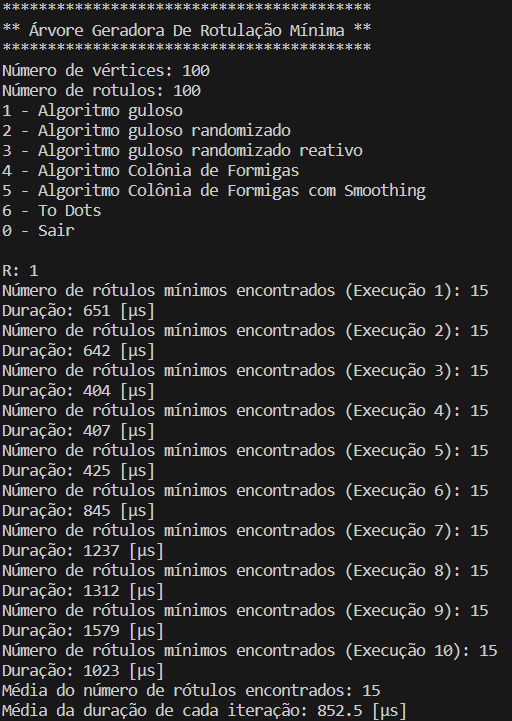 *****************************************
** Árvore Geradora De Rotulação Mínima **
*****************************************
Número de vértices: 100
Número de rotulos: 100
1 - Algoritmo guloso
2 - Algoritmo guloso randomizado
3 - Algoritmo guloso randomizado reativo
4 - Algoritmo Colônia de Formigas
5 - Algoritmo Colônia de Formigas com Smoothing
6 - To Dots
0 - Sair

R: 1
Número de rótulos mínimos encontrados (Execução 1): 15
Duração: 651 [µs]
Número de rótulos mínimos encontrados (Execução 2): 15
Duração: 642 [µs]
Número de rótulos mínimos encontrados (Execução 3): 15
Duração: 404 [µs]
Número de rótulos mínimos encontrados (Execução 4): 15
Duração: 407 [µs]
Número de rótulos mínimos encontrados (Execução 5): 15
Duração: 425 [µs]
Número de rótulos mínimos encontrados (Execução 6): 15
Duração: 845 [µs]
Número de rótulos mínimos encontrados (Execução 7): 15
Duração: 1237 [µs]
Número de rótulos mínimos encontrados (Execução 8): 15
Duração: 1312 [µs]
Número de rótulos mínimos encontrados (Execução 9): 15
Duração: 1579 [µs]
Número de rótulos mínimos encontrados (Execução 10): 15
Duração: 1023 [µs]
Média do número de rótulos encontrados: 15
Média da duração de cada iteração: 852.5 [µs]